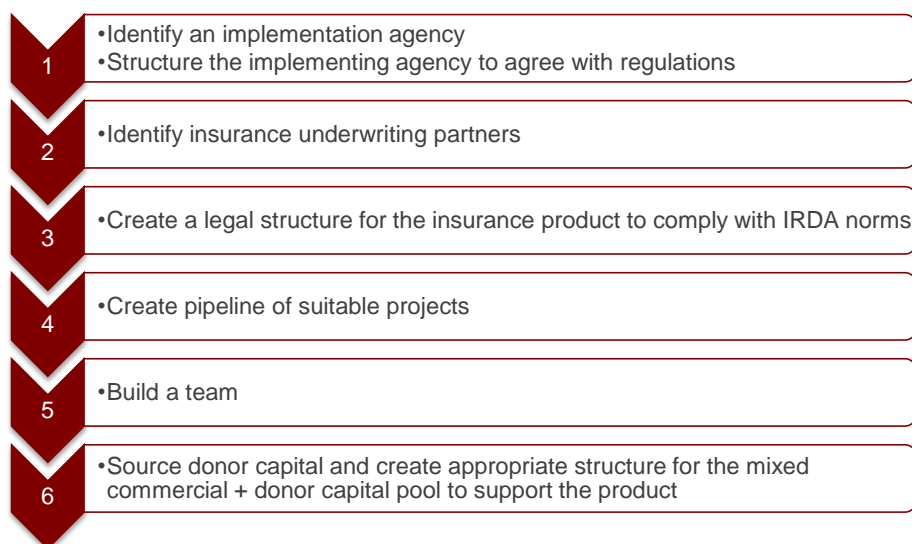 1
•Identify an implementation agency
•Structure the implementing agency to agree with regulations
2
•Identify insurance underwriting partners
3
•Create a legal structure for the insurance product to comply with IRDA norms
4
•Create pipeline of suitable projects
5
•Build a team
6
•Source donor capital and create appropriate structure for the mixed
commercial + donor capital pool to support the product